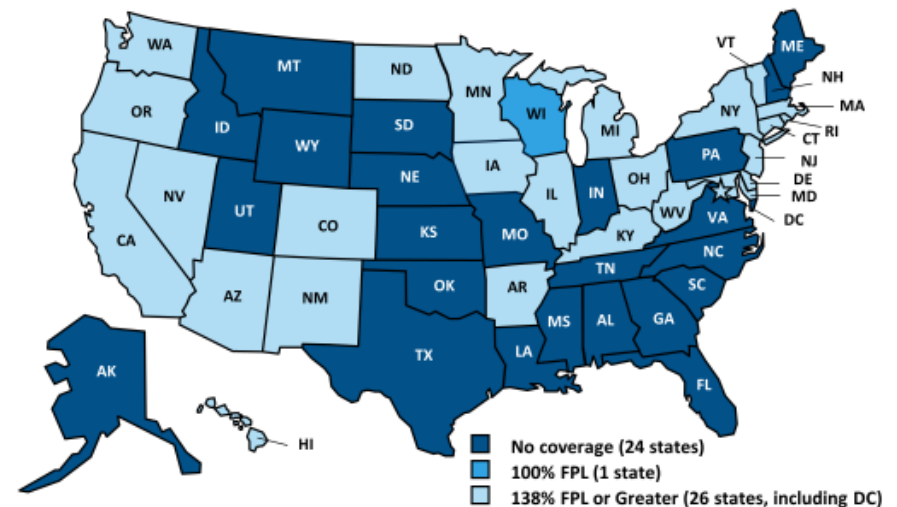 WA
MT
ND
MN
VT
ME
NH
MA
RI
CT
NJ
DE
MD
DC
OR
ID
WY
SD
WI
MI
NY
PA
NV
UT
CO
NE
IA
IL
IN
OH
WV
VA
CA
KS
MO
KY
NC
TN
SC
AZ
NM
OK
AR
MS
AL
GA
TX
LA
FL
AK
HI
No coverage (24 states)
100% FPL (1 state)
138% FPL or Greater (26 states, including DC)